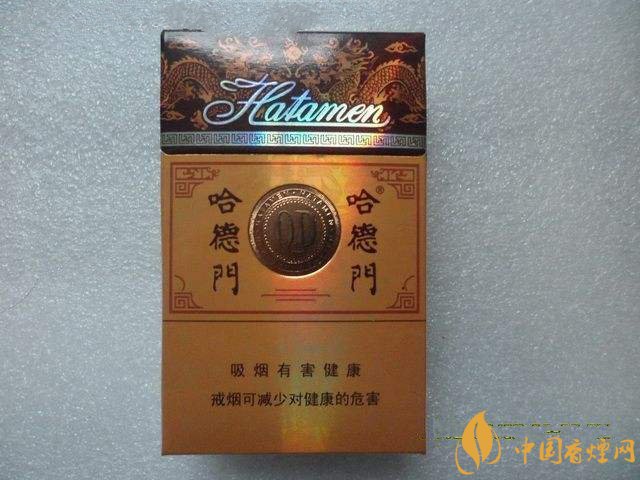 Hatamen
哈德門
哈德門®
QD
吸烟有害健康
戒烟可减少对健康的危害
中国香烟网